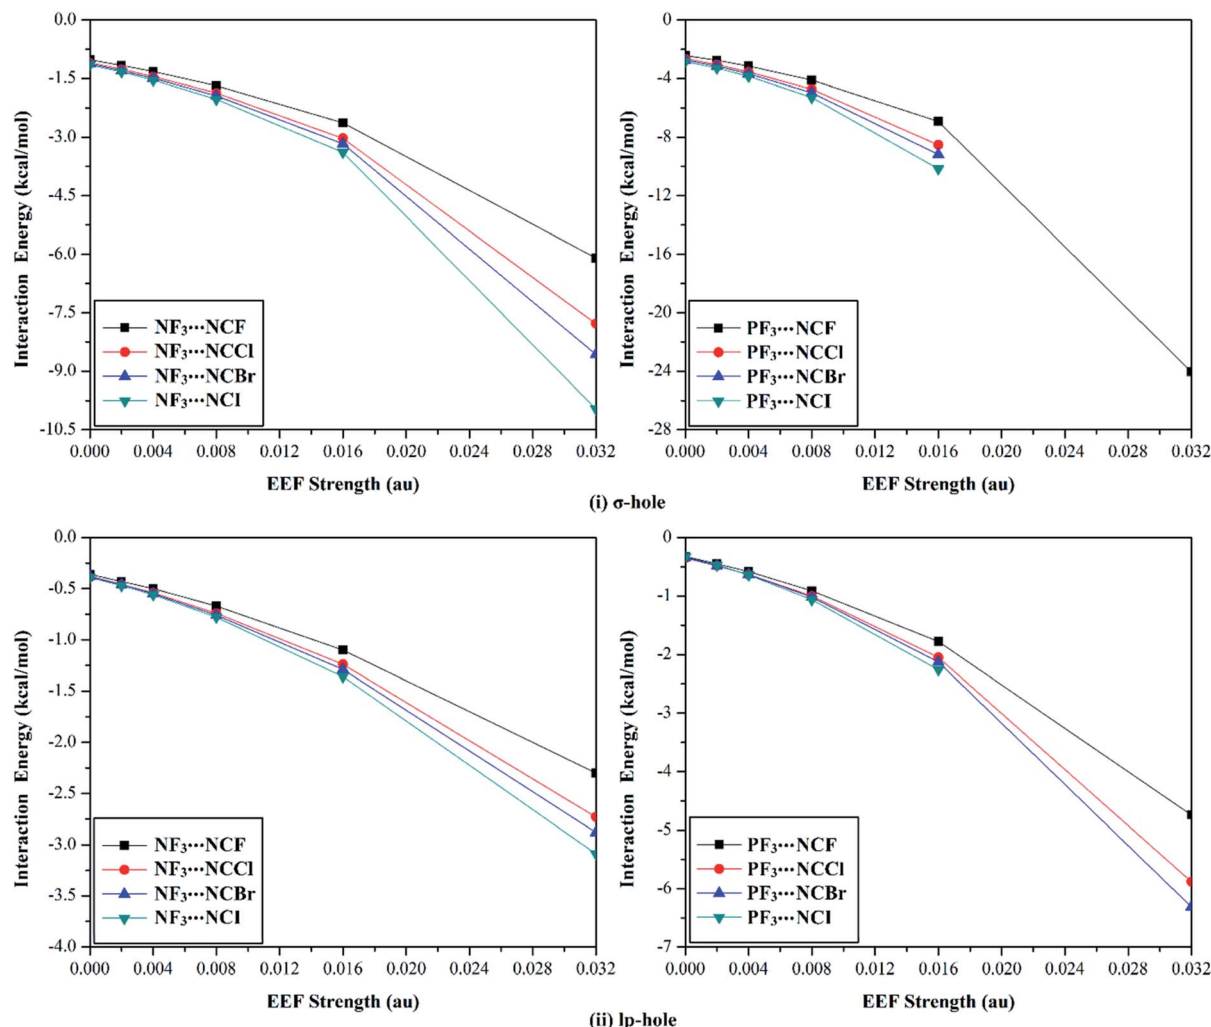 0.0
-1.5
-3.0
-4.5
-6.0
-7.5
-9.0
-10.5
Interaction Energy (kcal/mol)
NF₃···NCF
NF₃···NCCl
NF₃···NCBr
NF₃···NCI
0.000 0.004 0.008 0.012 0.016 0.020 0.024 0.028 0.032
EEF Strength (au)
0
-4
-8
-12
-16
-20
-24
-28
Interaction Energy (kcal/mol)
PF₃···NCF
PF₃···NCCl
PF₃···NCBr
PF₃···NCI
0.000 0.004 0.008 0.012 0.016 0.020 0.024 0.028 0.032
EEF Strength (au)
(i) σ-hole
0.0
-0.5
-1.0
-1.5
-2.0
-2.5
-3.0
-3.5
-4.0
Interaction Energy (kcal/mol)
NF₃···NCF
NF₃···NCCl
NF₃···NCBr
NF₃···NCI
0.000 0.004 0.008 0.012 0.016 0.020 0.024 0.028 0.032
EEF Strength (au)
0
-1
-2
-3
-4
-5
-6
-7
Interaction Energy (kcal/mol)
PF₃···NCF
PF₃···NCCl
PF₃···NCBr
PF₃···NCI
0.000 0.004 0.008 0.012 0.016 0.020 0.024 0.028 0.032
EEF Strength (au)
(ii) lp-hole